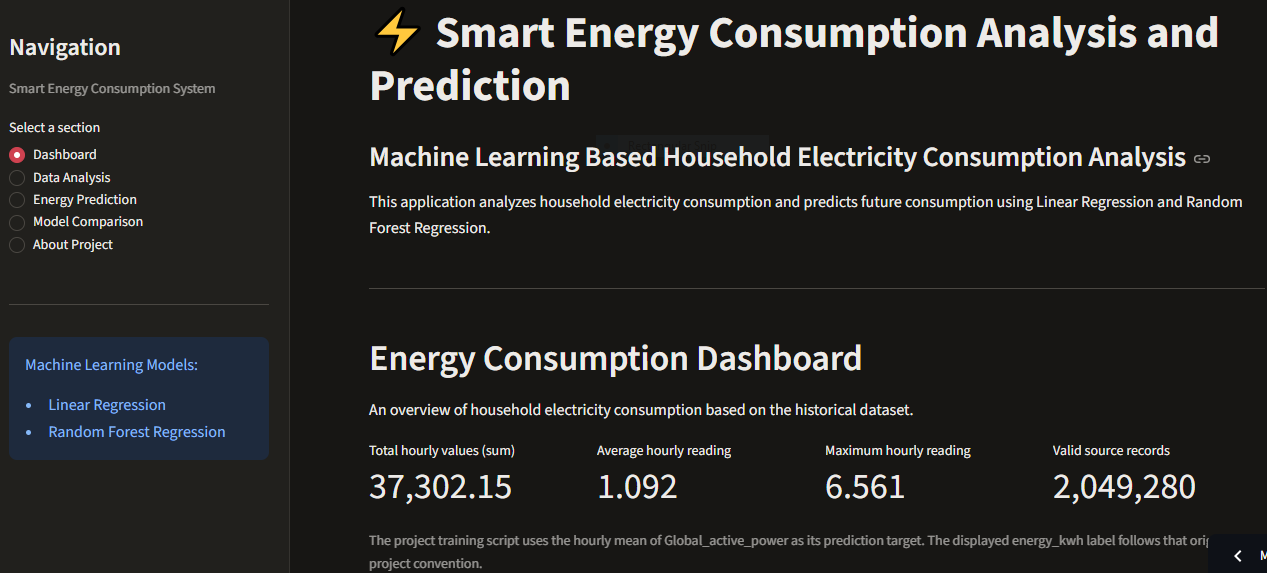 Navigation
Smart Energy Consumption System
Select a section
Dashboard
Data Analysis
Energy Prediction
Model Comparison
About Project
Machine Learning Models:
Linear Regression
Random Forest Regression
Smart Energy Consumption Analysis and
Prediction
Machine Learning Based Household Electricity Consumption Analysis
This application analyzes household electricity consumption and predicts future consumption using Linear Regression and Random
Forest Regression.
Energy Consumption Dashboard
An overview of household electricity consumption based on the historical dataset.
Total hourly values (sum)
37,302.15
Average hourly reading
1.092
Maximum hourly reading
6.561
Valid source records
2,049,280
The project training script uses the hourly mean of Global_active_power as its prediction target. The displayed energy_kwh label follows that
project convention.